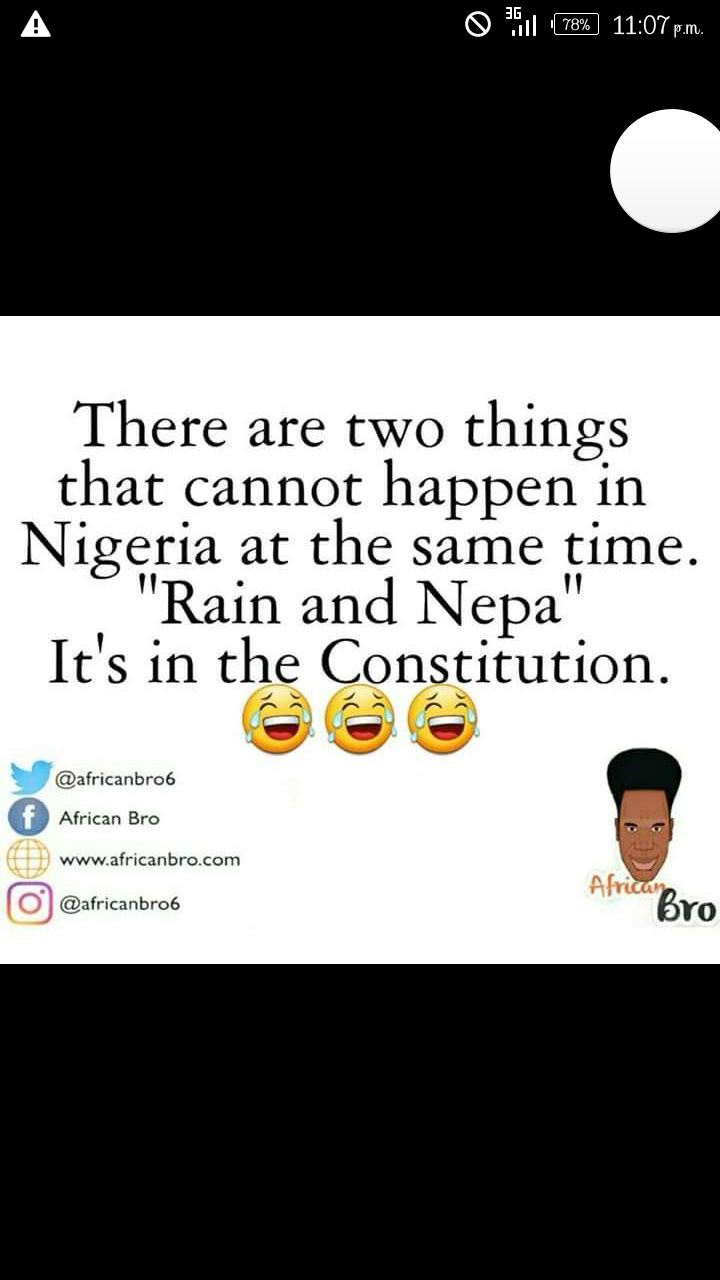 3G 78% 11:07 p.m.
There are two things
that cannot happen in
Nigeria at the same time.
"Rain and Nepa"
It's in the Constitution.
😂😂😂
@africanbro6
African Bro
www.africanbro.com
@africanbro6
African
Bro